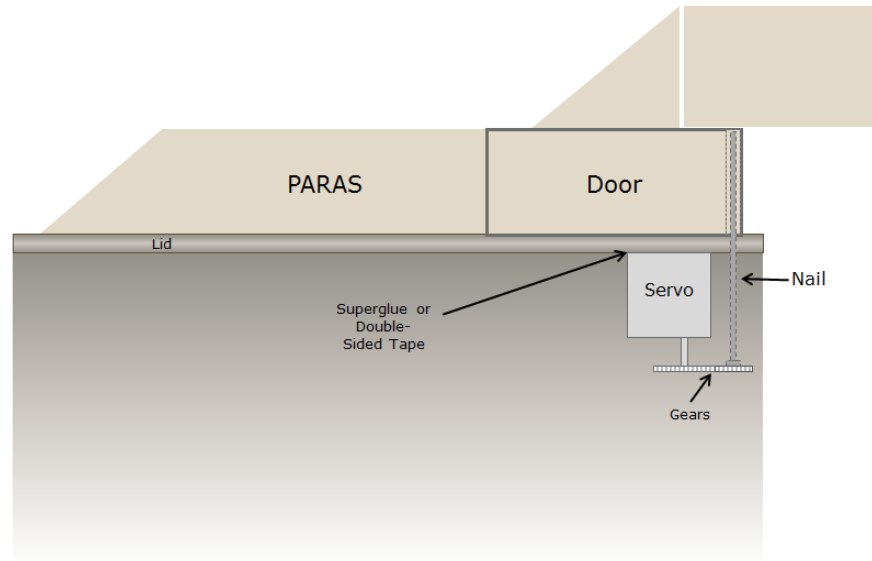 PARAS
Door
Lid
Servo
Nail
Superglue or
Double-
Sided Tape
Gears